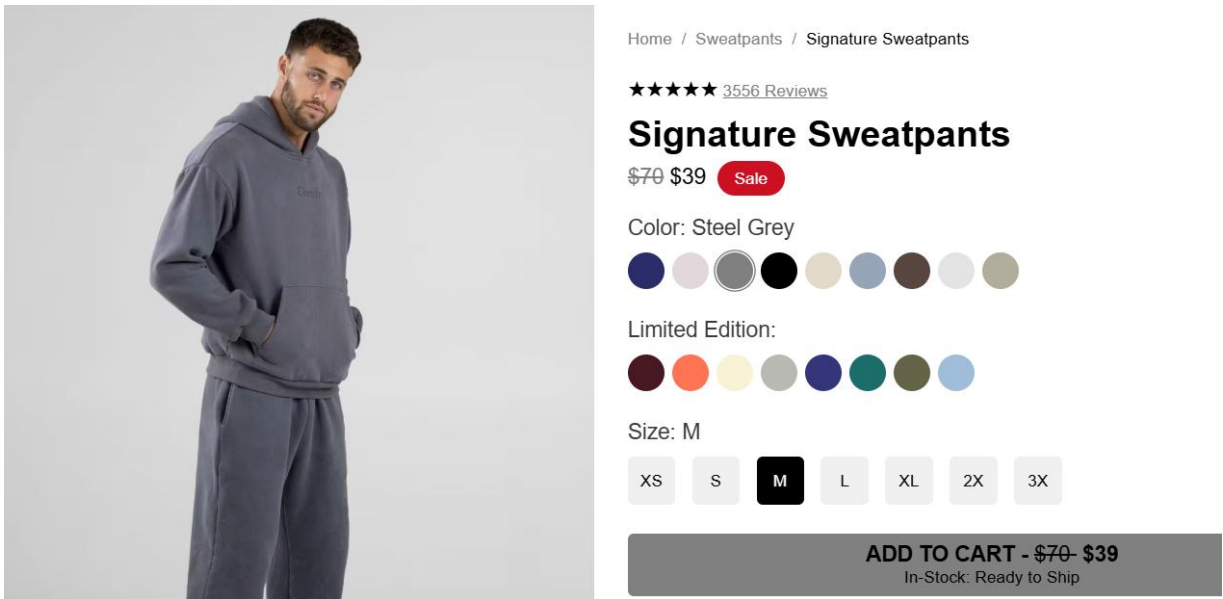 Home / Sweatpants / Signature Sweatpants
★★★★★ 3556 Reviews
Signature Sweatpants
$70 $39 Sale
Color: Steel Grey
Limited Edition:
Size: M
XS S M L XL 2X 3X
ADD TO CART - $70 $39
In-Stock: Ready to Ship